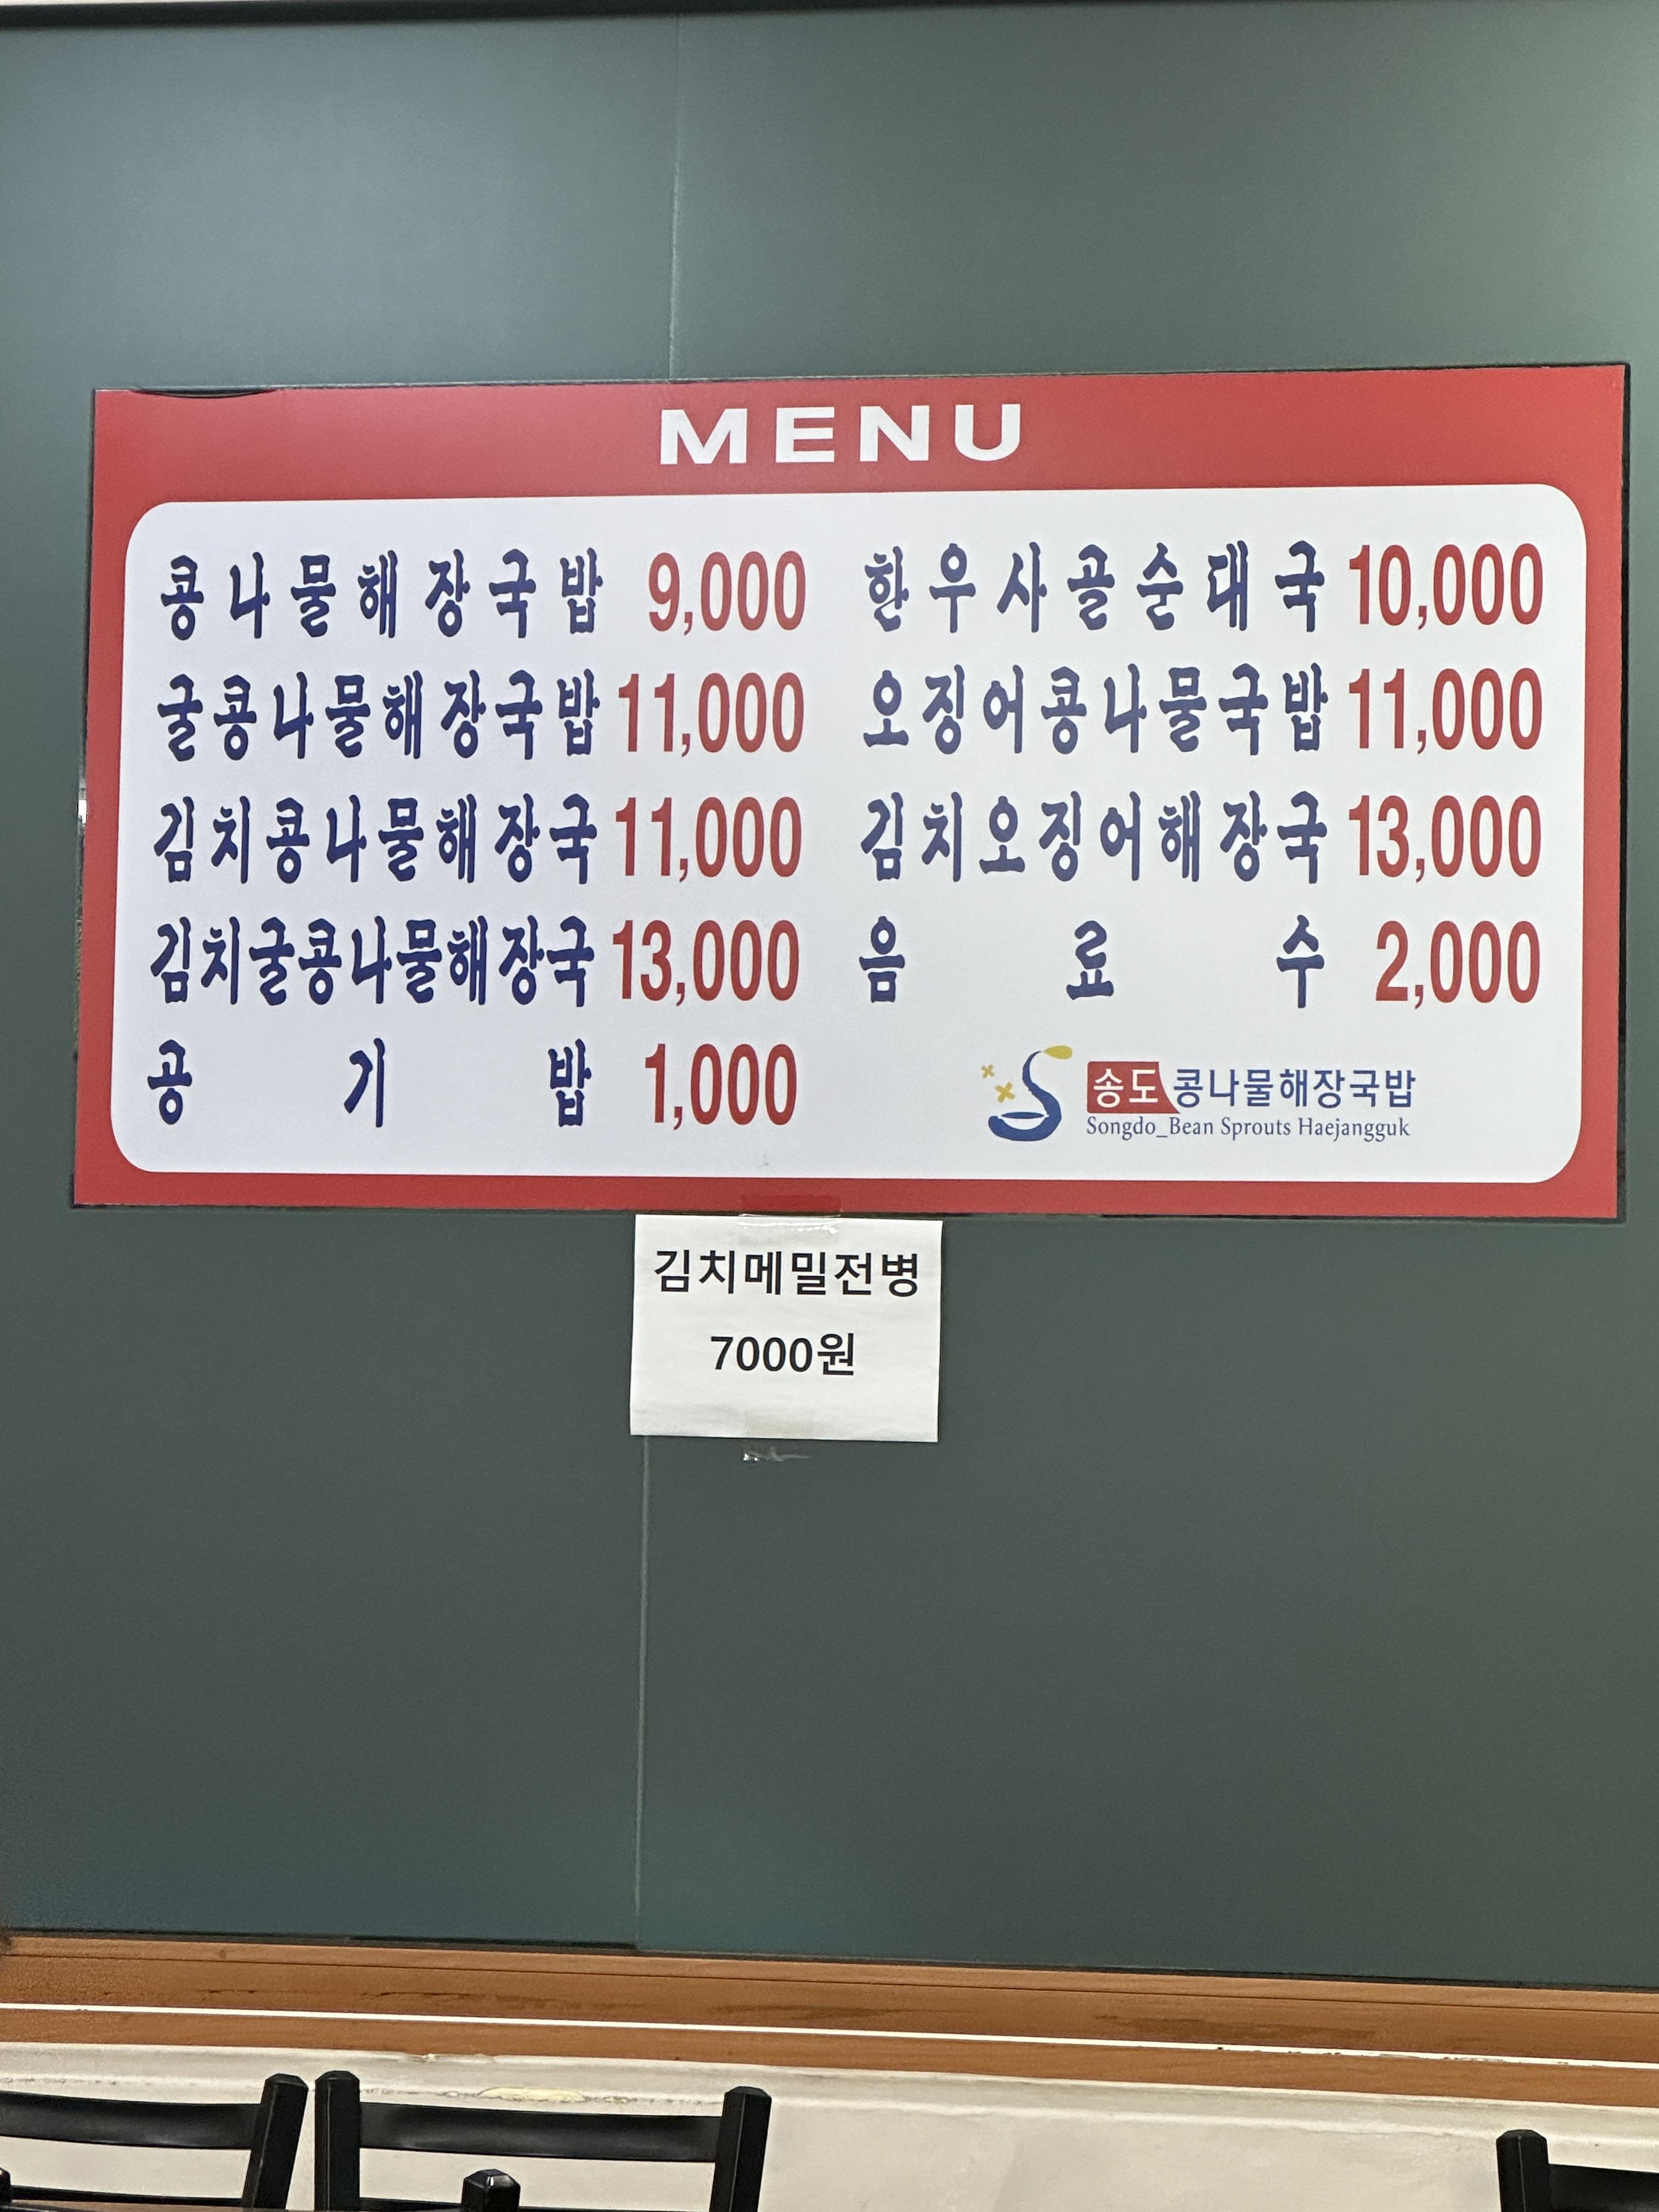 MENU
콩나물해장국밥 9,000
굴콩나물해장국밥 11,000
김치콩나물해장국 11,000
김치굴콩나물해장국 13,000
공기밥 1,000
한우사골순대국 10,000
오징어콩나물국밥 11,000
김치오징어해장국 13,000
음료수 2,000
송도콩나물해장국밥
Songdo_Bean Sprouts Haejangguk
김치메밀전병
7000원